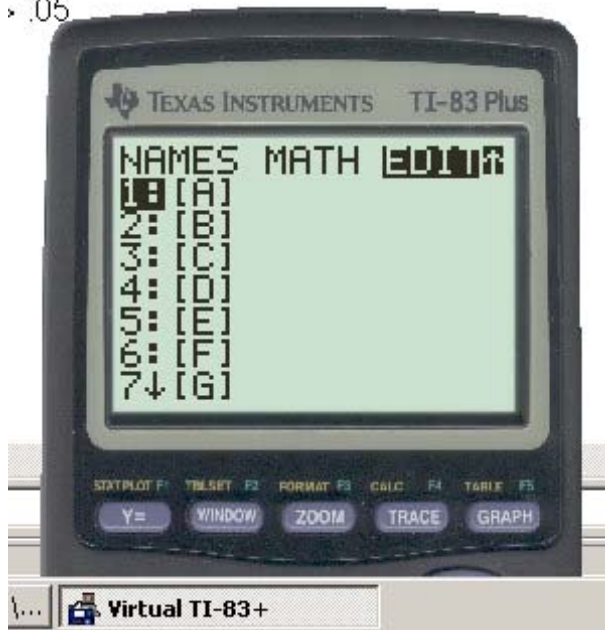 > .05
TEXAS INSTRUMENTS TI-83 Plus
NAMES MATH EDIT
1:[A]
2:[B]
3:[C]
4:[D]
5:[E]
6:[F]
7↓[G]
STATPLOT F1 TBLSET F2 FORMAT F3 CALC F4 TABLE F5
Y= WINDOW ZOOM TRACE GRAPH
\... Virtual TI-83+